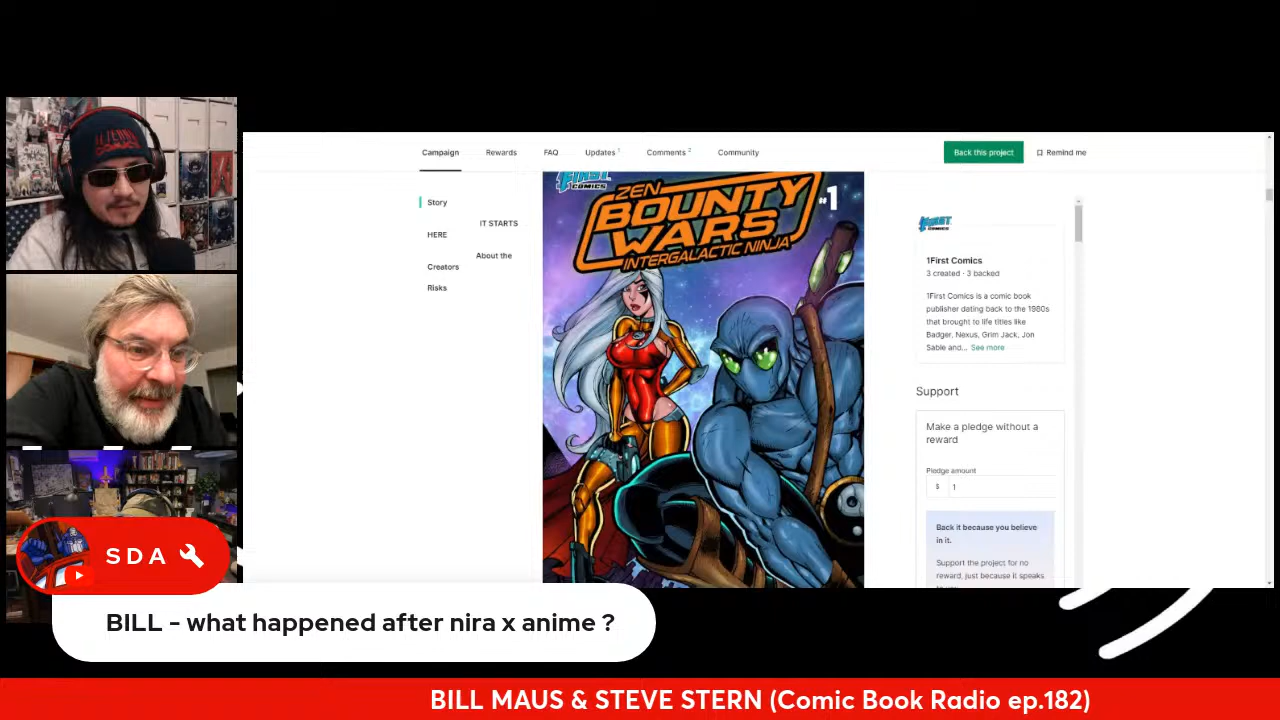 Campaign Rewards FAQ Updates 1 Comments 2 Community Back this project Remind me
Story
IT STARTS
HERE
About the
Creators
Risks
1FIRST
COMICS
ZEN
BOUNTY
WARS
INTERGALACTIC NINJA
#1
1FIRST
COMICS
1First Comics
3 created · 3 backed
1First Comics is a comic book
publisher dating back to the 1980s
that brought to life titles like
Badger, Nexus, Grim Jack, Jon
Sable and... See more
Support
Make a pledge without a
reward
Pledge amount
$ 1
Back it because you believe
in it.
Support the project for no
reward, just because it speaks
SDA
BILL - what happened after nira x anime ?
BILL MAUS & STEVE STERN (Comic Book Radio ep.182)